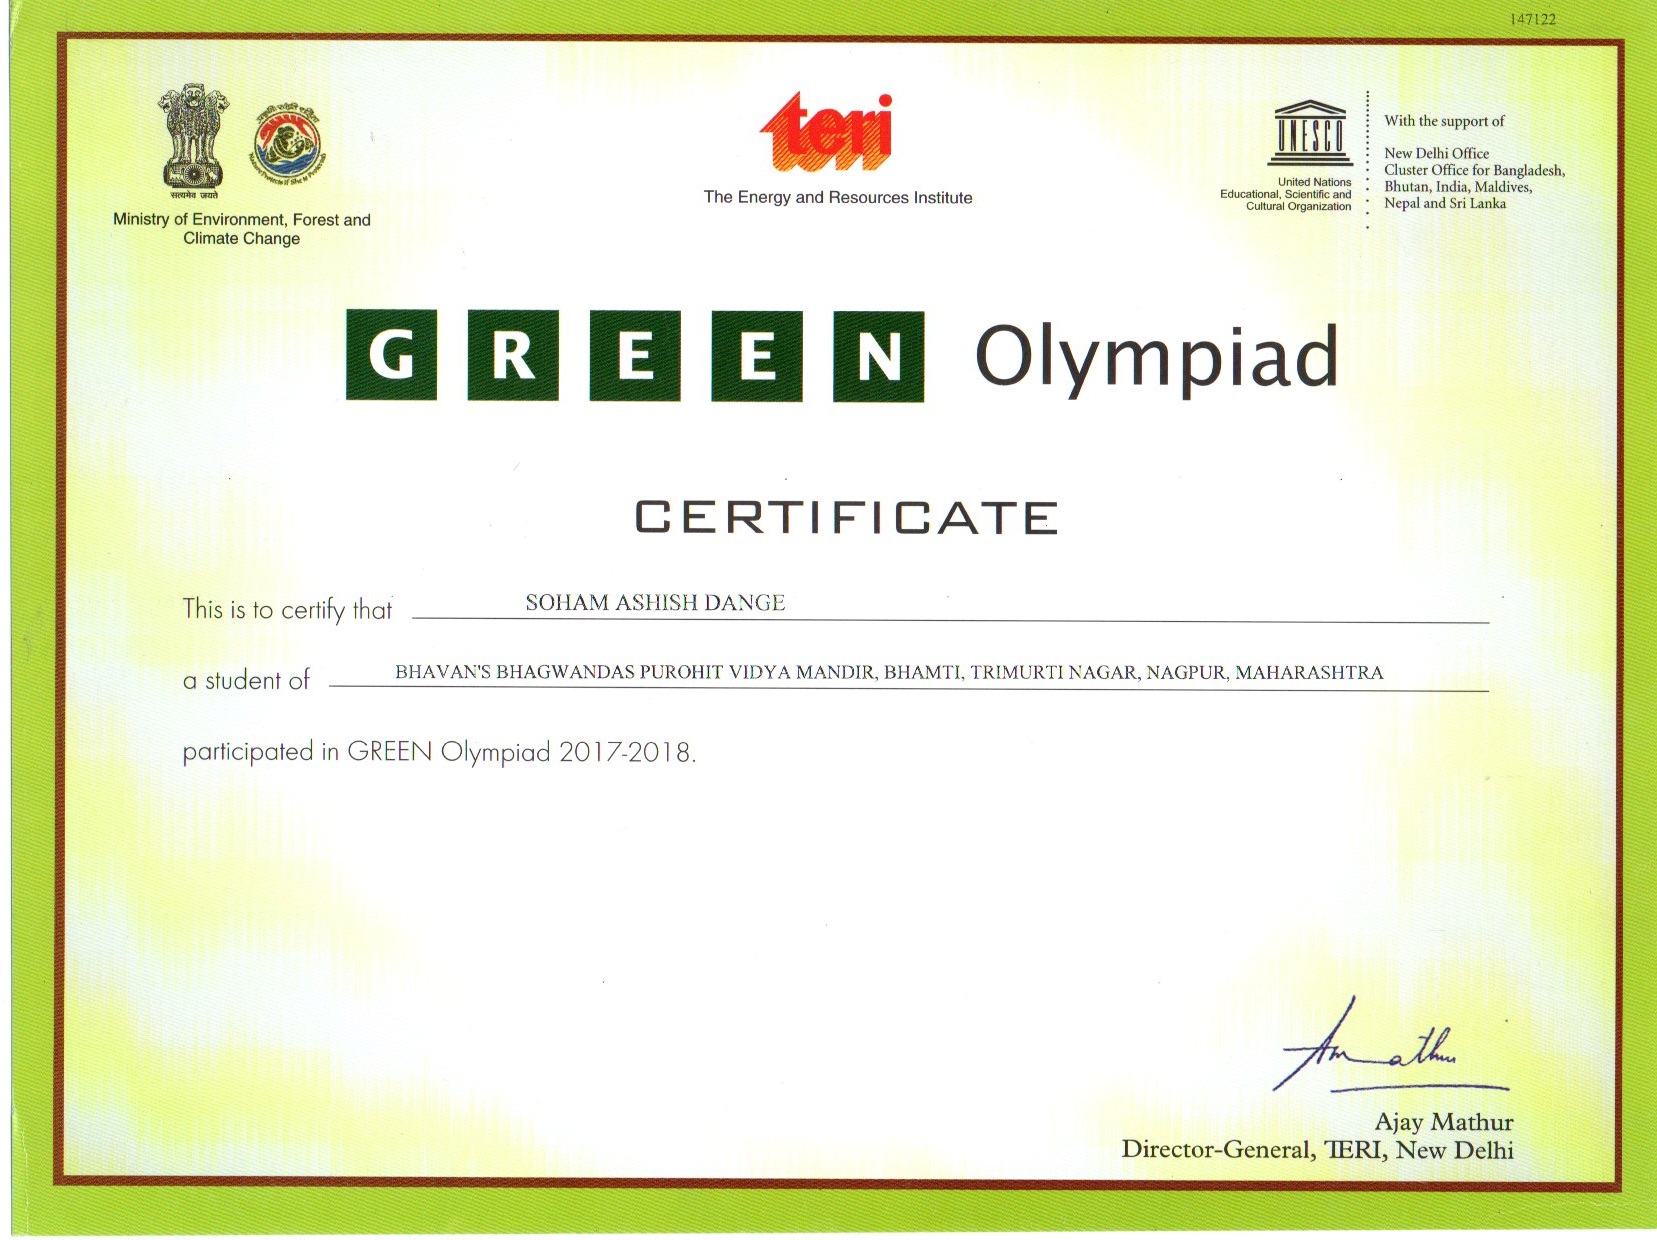 147122
सत्यमेव जयते
Ministry of Environment, Forest and
Climate Change
teri
The Energy and Resources Institute
UNESCO
United Nations
Educational, Scientific and
Cultural Organization
With the support of
New Delhi Office
Cluster Office for Bangladesh,
Bhutan, India, Maldives,
Nepal and Sri Lanka
GREEN Olympiad
CERTIFICATE
This is to certify that SOHAM ASHISH DANGE
a student of BHAVAN'S BHAGWANDAS PUROHIT VIDYA MANDIR, BHAMTI, TRIMURTI NAGAR, NAGPUR, MAHARASHTRA
participated in GREEN Olympiad 2017-2018.
Ajay Mathur
Director-General, TERI, New Delhi